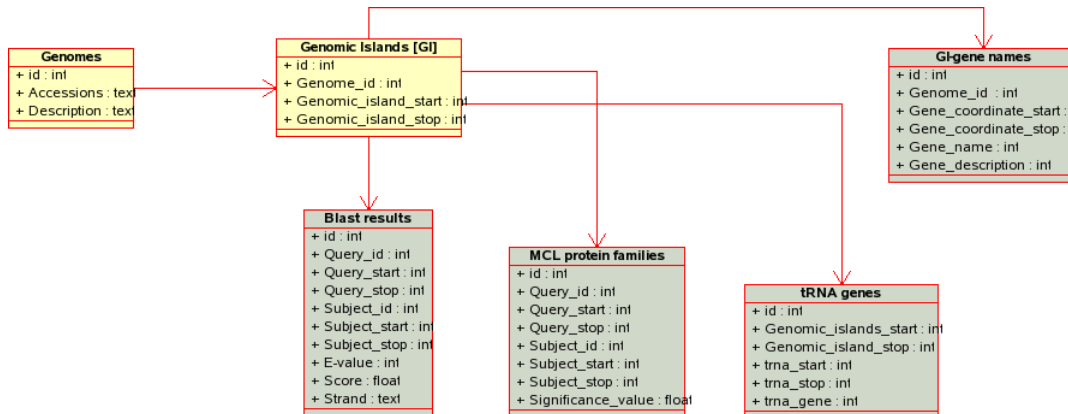 Genomes
+ id : int
+ Accessions : text
+ Description : text
Genomic Islands [GI]
+ id : int
+ Genome_id : int
+ Genomic_island_start : int
+ Genomic_island_stop : int
GI-gene names
+ id : int
+ Genome_id : int
+ Gene_coordinate_start :
+ Gene_coordinate_stop :
+ Gene_name : int
+ Gene_description : int
Blast results
+ id : int
+ Query_id : int
+ Query_start : int
+ Query_stop : int
+ Subject_id : int
+ Subject_start : int
+ Subject_stop : int
+ E-value : int
+ Score : float
+ Strand : text
MCL protein families
+ id : int
+ Query_id : int
+ Query_start : int
+ Query_stop : int
+ Subject_id : int
+ Subject_start : int
+ Subject_stop : int
+ Significance_value : float
tRNA genes
+ id : int
+ Genomic_islands_start : int
+ Genomic_island_stop : int
+ trna_start : int
+ trna_stop : int
+ trna_gene : int